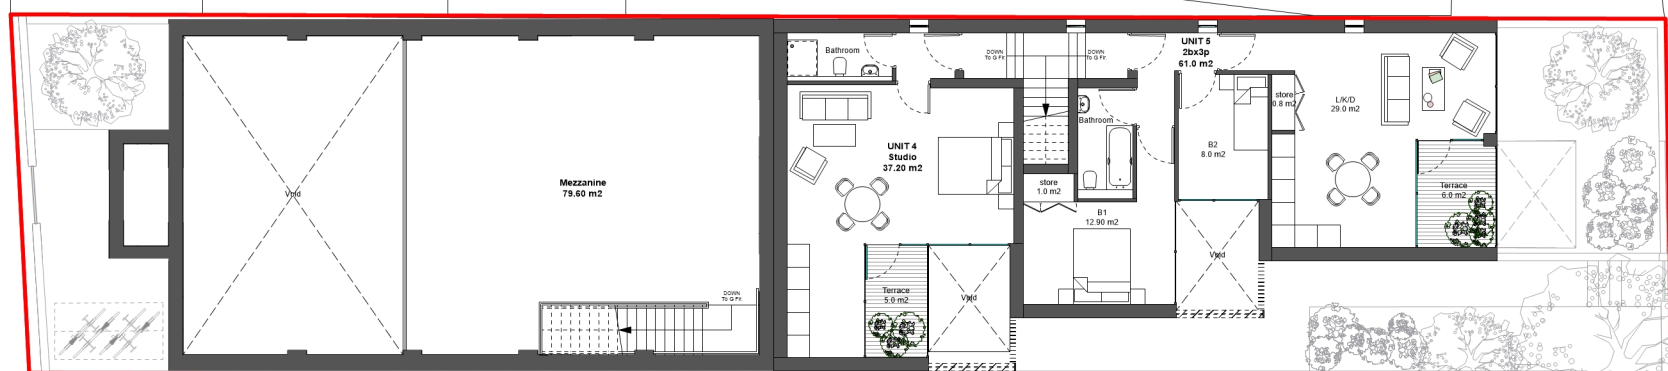 Void
Mezzanine
79.60 m2
DOWN
To G Flr.
Bathroom
UNIT 4
Studio
37.20 m2
Terrace
5.0 m2
Void
DOWN
To G Flr.
DOWN
To G Flr.
store
1.0 m2
Bathroom
B1
12.90 m2
UNIT 5
2bx3p
61.0 m2
B2
8.0 m2
Void
store
0.8 m2
L/K/D
29.0 m2
Terrace
6.0 m2